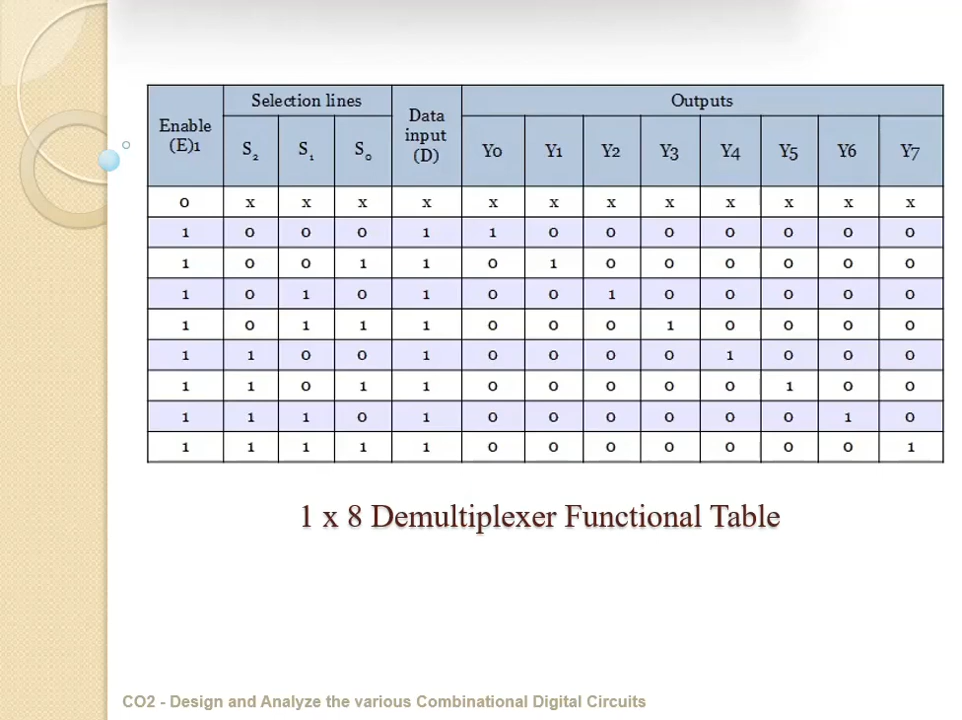 Enable (E)1 Selection lines Data input (D) Outputs
S2 S1 S0 Y0 Y1 Y2 Y3 Y4 Y5 Y6 Y7
0 x x x x x x x x x x x x
1 0 0 0 1 1 0 0 0 0 0 0 0
1 0 0 1 1 0 1 0 0 0 0 0 0
1 0 1 0 1 0 0 1 0 0 0 0 0
1 0 1 1 1 0 0 0 1 0 0 0 0
1 1 0 0 1 0 0 0 0 1 0 0 0
1 1 0 1 1 0 0 0 0 0 1 0 0
1 1 1 0 1 0 0 0 0 0 0 1 0
1 1 1 1 1 0 0 0 0 0 0 0 1
1 x 8 Demultiplexer Functional Table
CO2 - Design and Analyze the various Combinational Digital Circuits